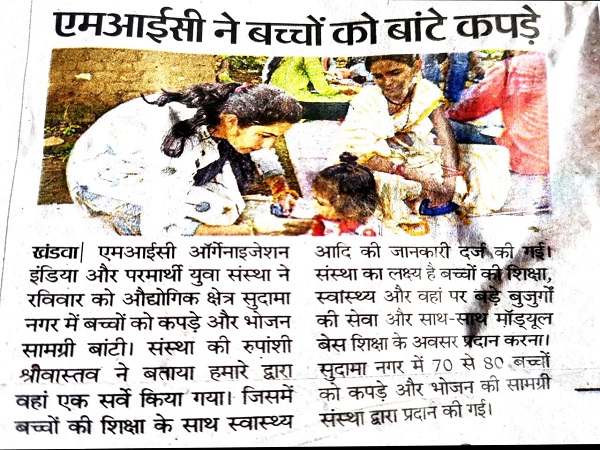 एमआईसी ने बच्चों को बांटे कपड़े
खंडवा| एमआईसी ऑर्गेनाइजेशन
इंडिया और परमार्थी युवा संस्था ने
रविवार को औद्योगिक क्षेत्र सुदामा
नगर में बच्चों को कपड़े और भोजन
सामग्री बांटी। संस्था की रुपांशी
श्रीवास्तव ने बताया हमारे द्वारा
वहां एक सर्वे किया गया। जिसमें
बच्चों की शिक्षा के साथ स्वास्थ्य
आदि की जानकारी दर्ज की गई।
संस्था का लक्ष्य है बच्चों की शिक्षा,
स्वास्थ्य और वहां पर बड़े बुजुर्गों
की सेवा और साथ-साथ मॉड्यूल
बेस शिक्षा के अवसर प्रदान करना।
सुदामा नगर में 70 से 80 बच्चों
को कपड़े और भोजन की सामग्री
संस्था द्वारा प्रदान की गई।